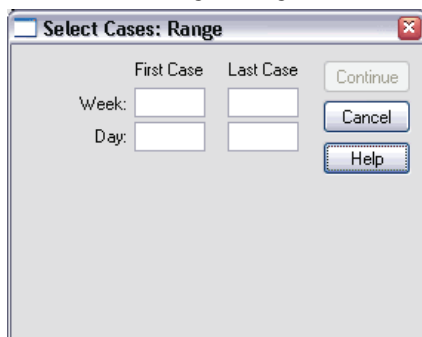 Select Cases: Range
First Case Last Case
Continue
Week:
Cancel
Day:
Help